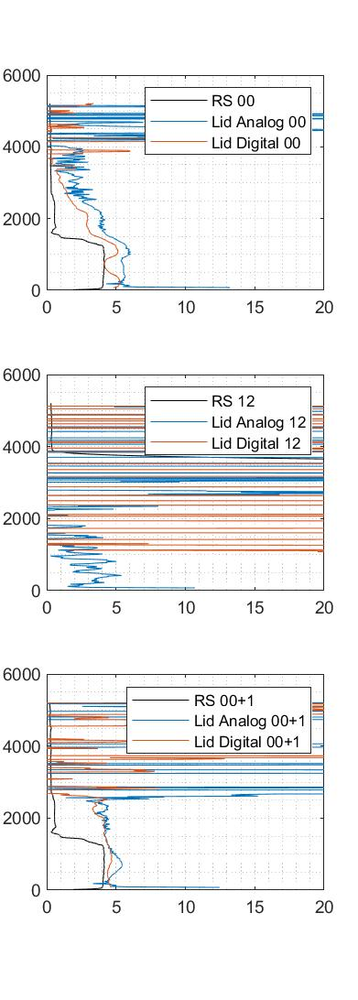 6000
RS 00
Lid Analog 00
4000
Lid Digital 00
2000
0
0 5 10 15 20
6000
RS 12
Lid Analog 12
4000
Lid Digital 12
2000
0
0 5 10 15 20
6000
RS 00+1
Lid Analog 00+1
4000
Lid Digital 00+1
2000
0
0 5 10 15 20